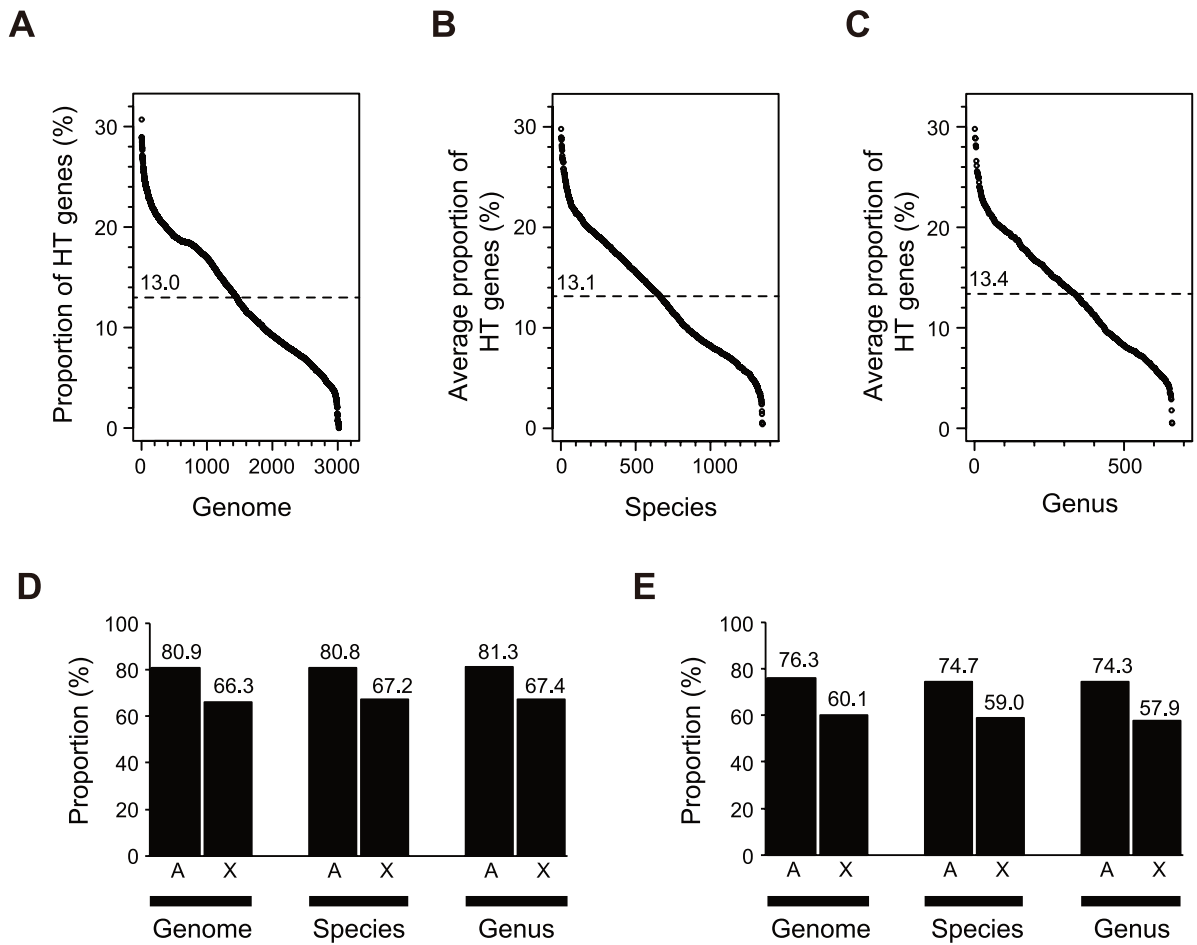 A
B
C
Proportion of HT genes (%)
30
20
10
0
13.0
0 1000 2000 3000
Genome
Average proportion of
HT genes (%)
30
20
10
0
13.1
0 500 1000
Species
Average proportion of
HT genes (%)
30
20
10
0
13.4
0 500
Genus
D
Proportion (%)
100
80
60
40
20
0
80.9
66.3
80.8
67.2
81.3
67.4
A X A X A X
Genome Species Genus
E
Proportion (%)
100
80
60
40
20
0
76.3
60.1
74.7
59.0
74.3
57.9
A X A X A X
Genome Species Genus